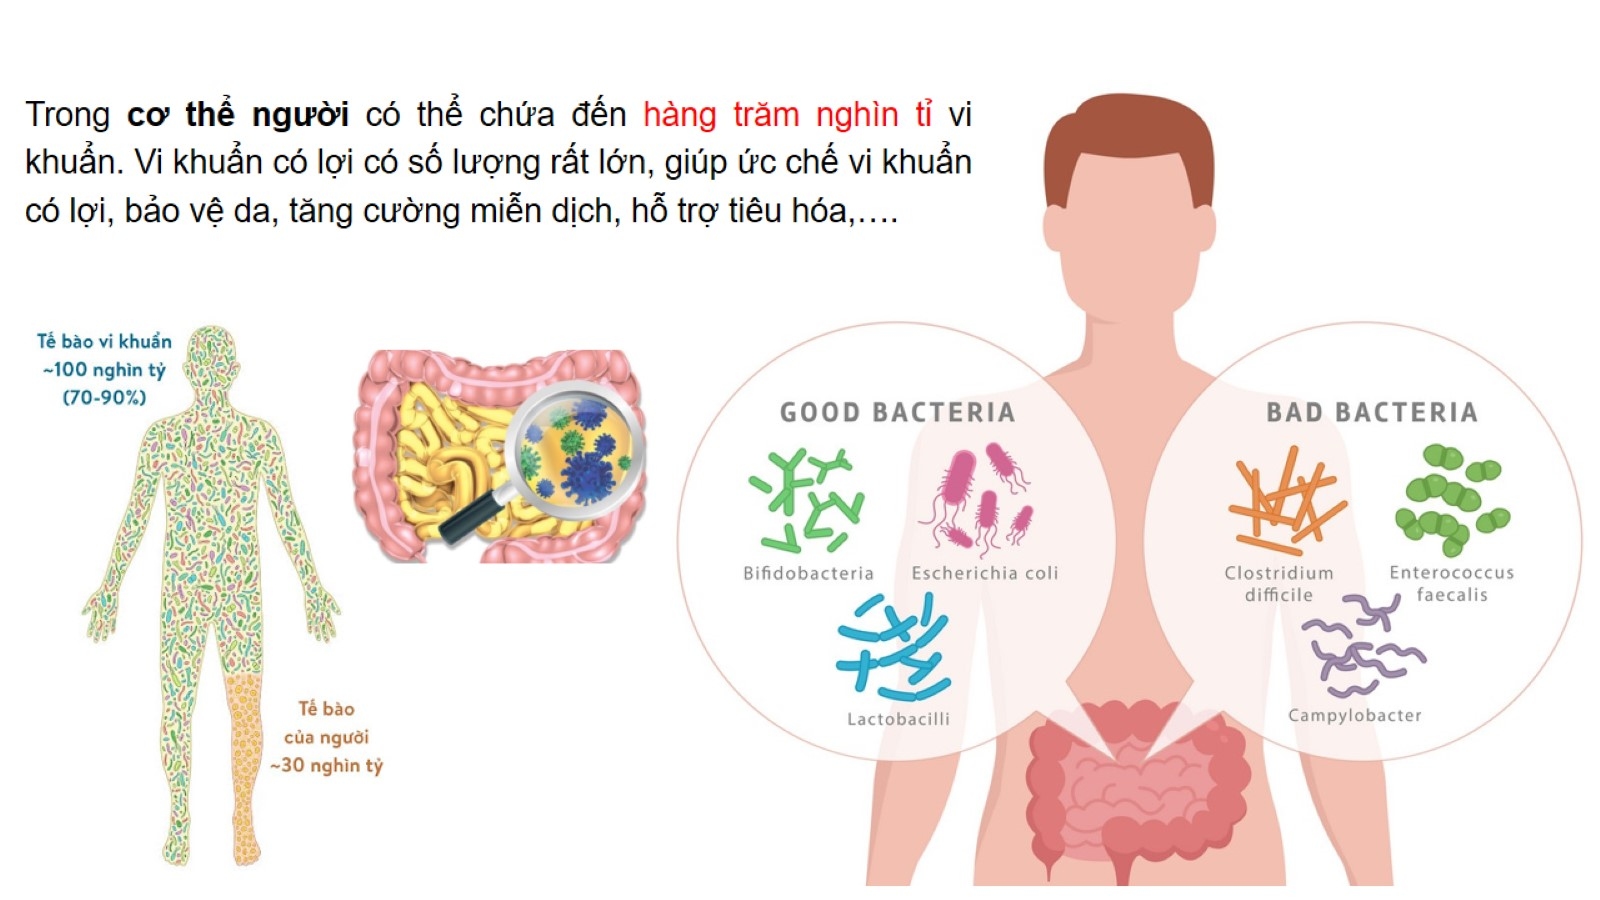 Trong cơ thể người có thể chứa đến hàng trăm nghìn tỉ vi
khuẩn. Vi khuẩn có lợi có số lượng rất lớn, giúp ức chế vi khuẩn
có lợi, bảo vệ da, tăng cường miễn dịch, hỗ trợ tiêu hóa,….
Tế bào vi khuẩn
~100 nghìn tỷ
(70-90%)
Tế bào
của người
~30 nghìn tỷ
GOOD BACTERIA
Bifidobacteria
Escherichia coli
Lactobacilli
BAD BACTERIA
Clostridium
difficile
Enterococcus
faecalis
Campylobacter